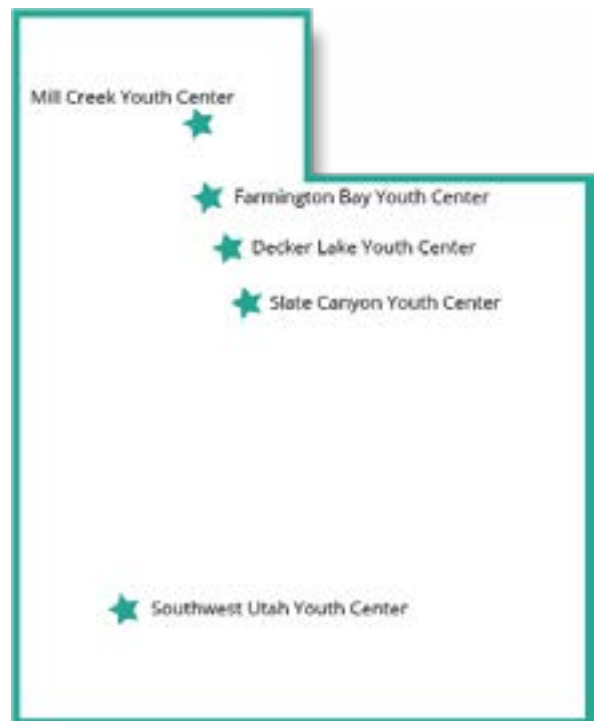 Mill Creek Youth Center
Farmington Bay Youth Center
Decker Lake Youth Center
Slate Canyon Youth Center
Southwest Utah Youth Center